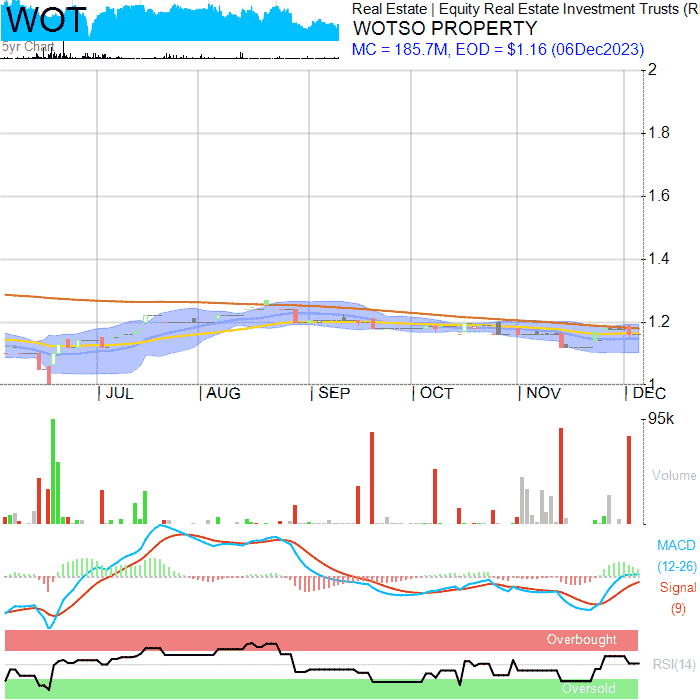 WOT
5yr Chart
Real Estate | Equity Real Estate Investment Trusts (R
WOTSO PROPERTY
MC = 185.7M, EOD = $1.16 (06Dec2023)
2
1.8
1.6
1.4
1.2
1
JUL AUG SEP OCT NOV DEC
95k
Volume
MACD
(12-26)
Signal
(9)
Overbought
RSI(14)
Oversold